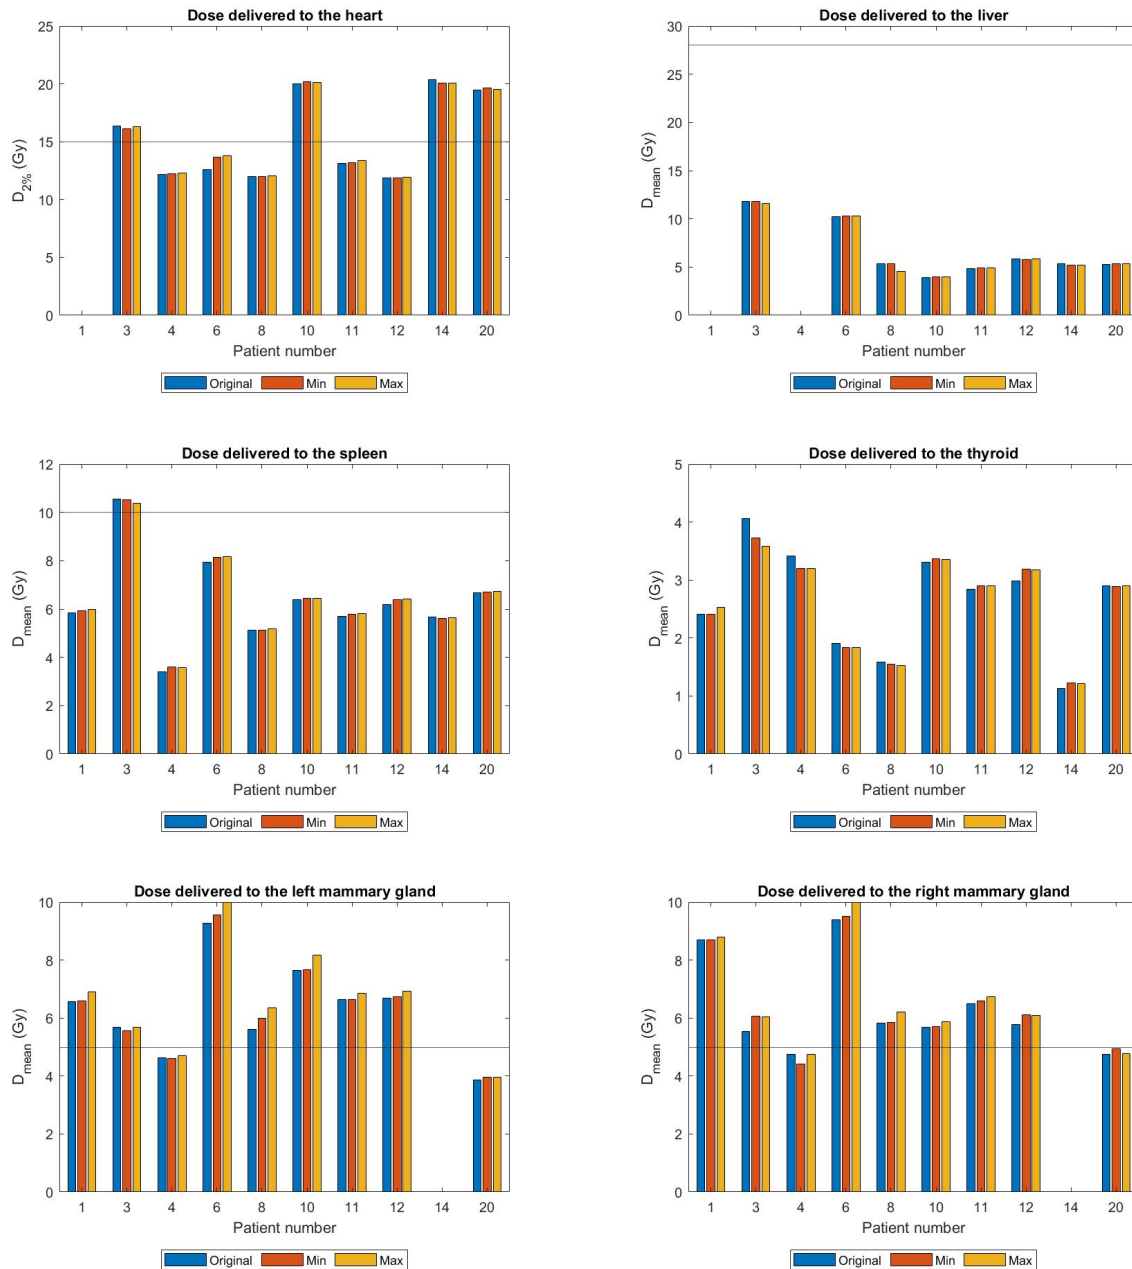 Dose delivered to the heart
25
20
15
10
5
0
D2% (Gy)
1 3 4 6 8 10 11 12 14 20
Patient number
Original Min Max
Dose delivered to the liver
30
25
20
15
10
5
0
Dmean (Gy)
1 3 4 6 8 10 11 12 14 20
Patient number
Original Min Max
Dose delivered to the spleen
12
10
8
6
4
2
0
Dmean (Gy)
1 3 4 6 8 10 11 12 14 20
Patient number
Original Min Max
Dose delivered to the thyroid
5
4
3
2
1
0
Dmean (Gy)
1 3 4 6 8 10 11 12 14 20
Patient number
Original Min Max
Dose delivered to the left mammary gland
10
8
6
4
2
0
Dmean (Gy)
1 3 4 6 8 10 11 12 14 20
Patient number
Original Min Max
Dose delivered to the right mammary gland
10
8
6
4
2
0
Dmean (Gy)
1 3 4 6 8 10 11 12 14 20
Patient number
Original Min Max